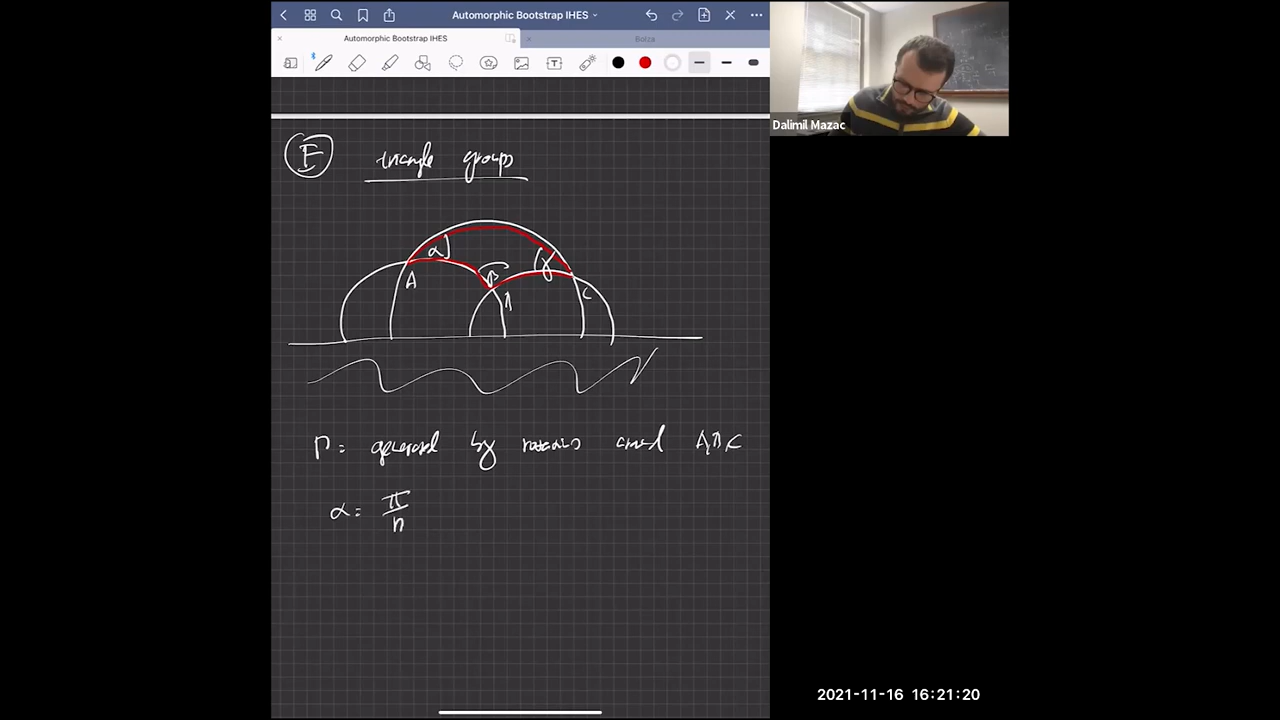 Automorphic Bootstrap IHES
Automorphic Bootstrap IHES
Bolza
Dalimil Mazac
E triangle groups
α
β
γ
A
B
C
Γ = generated by rotations around A, B, C
α = π/n
2021-11-16 16:21:20